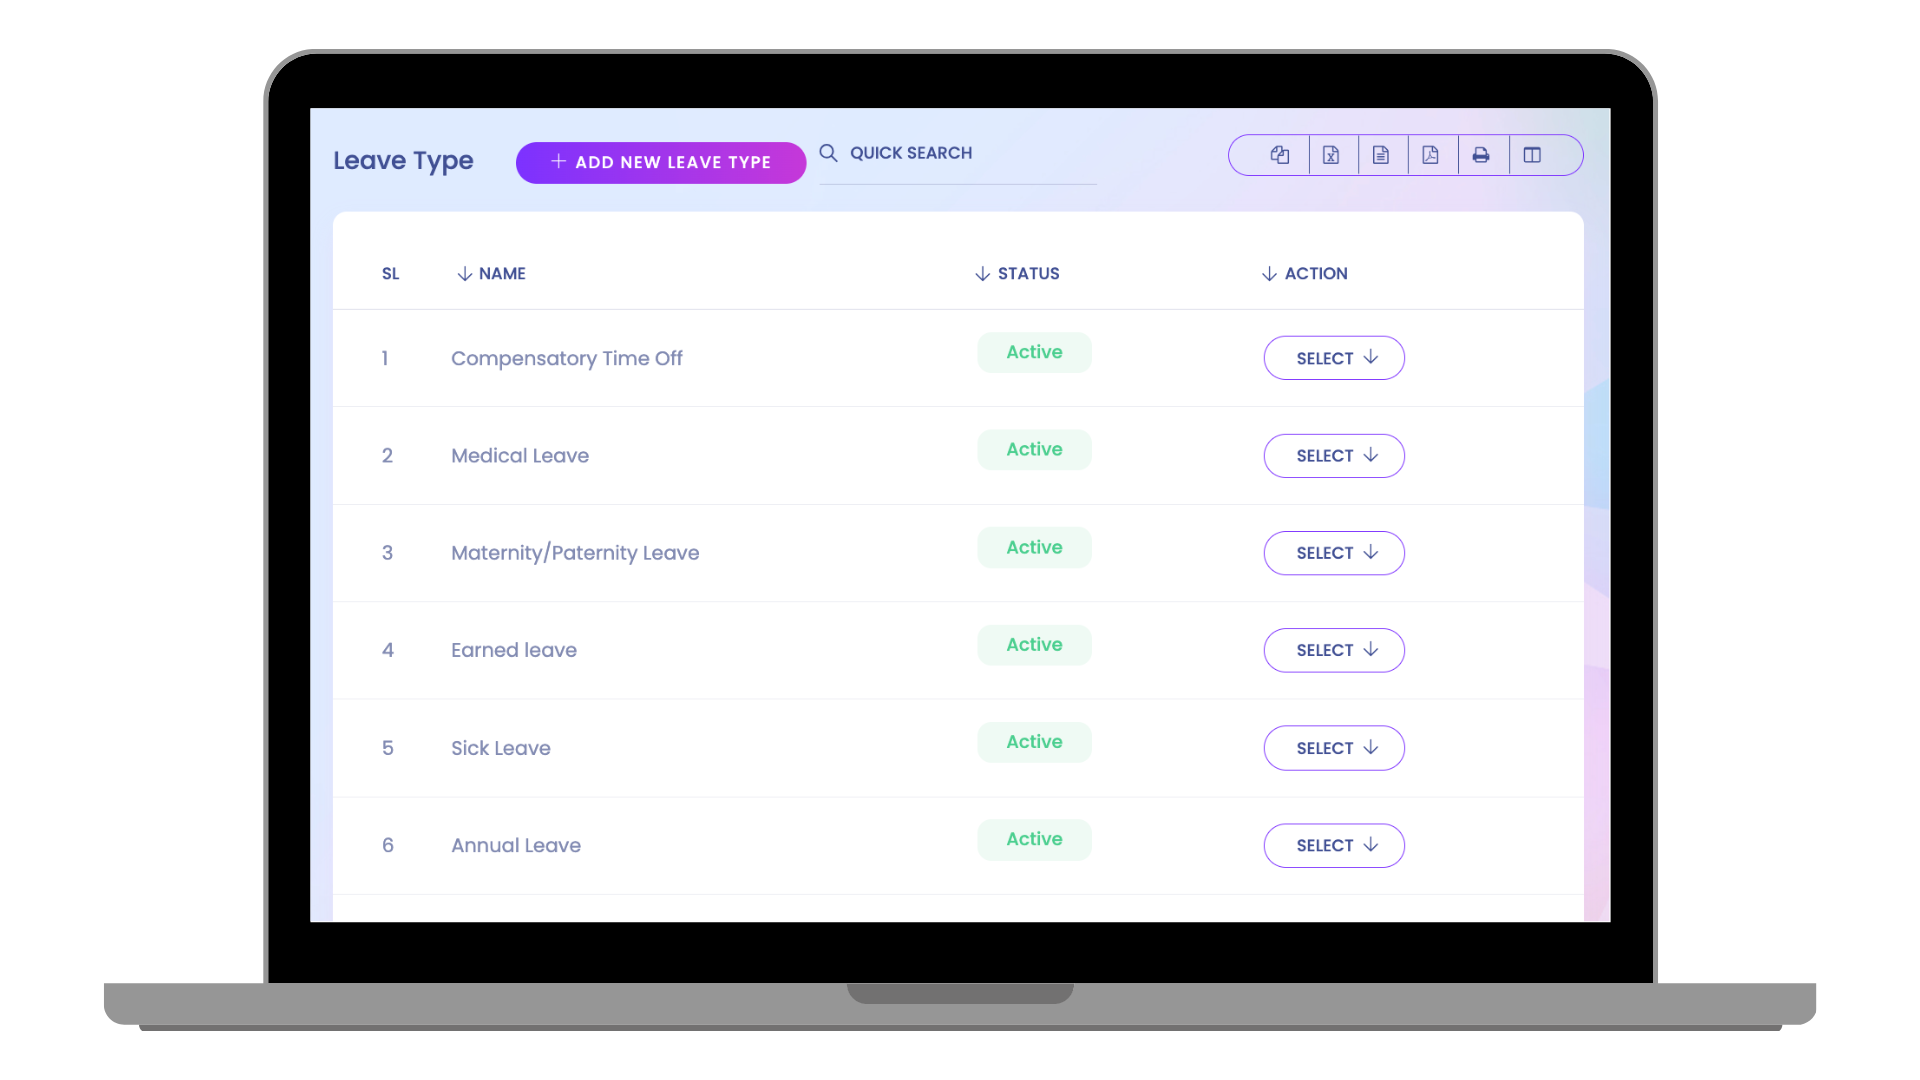 Leave Type
ADD NEW LEAVE TYPE
QUICK SEARCH
SL NAME STATUS ACTION
1 Compensatory Time Off Active SELECT
2 Medical Leave Active SELECT
3 Maternity/Paternity Leave Active SELECT
4 Earned leave Active SELECT
5 Sick Leave Active SELECT
6 Annual Leave Active SELECT